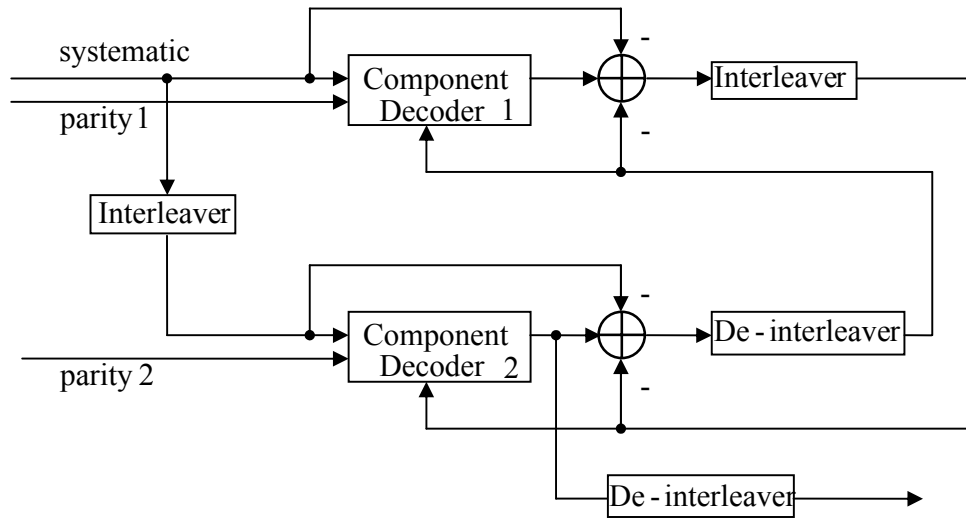 systematic
-
Component
Decoder 1
Interleaver
parity 1
-
Interleaver
-
Component
Decoder 2
De - interleaver
parity 2
-
De - interleaver